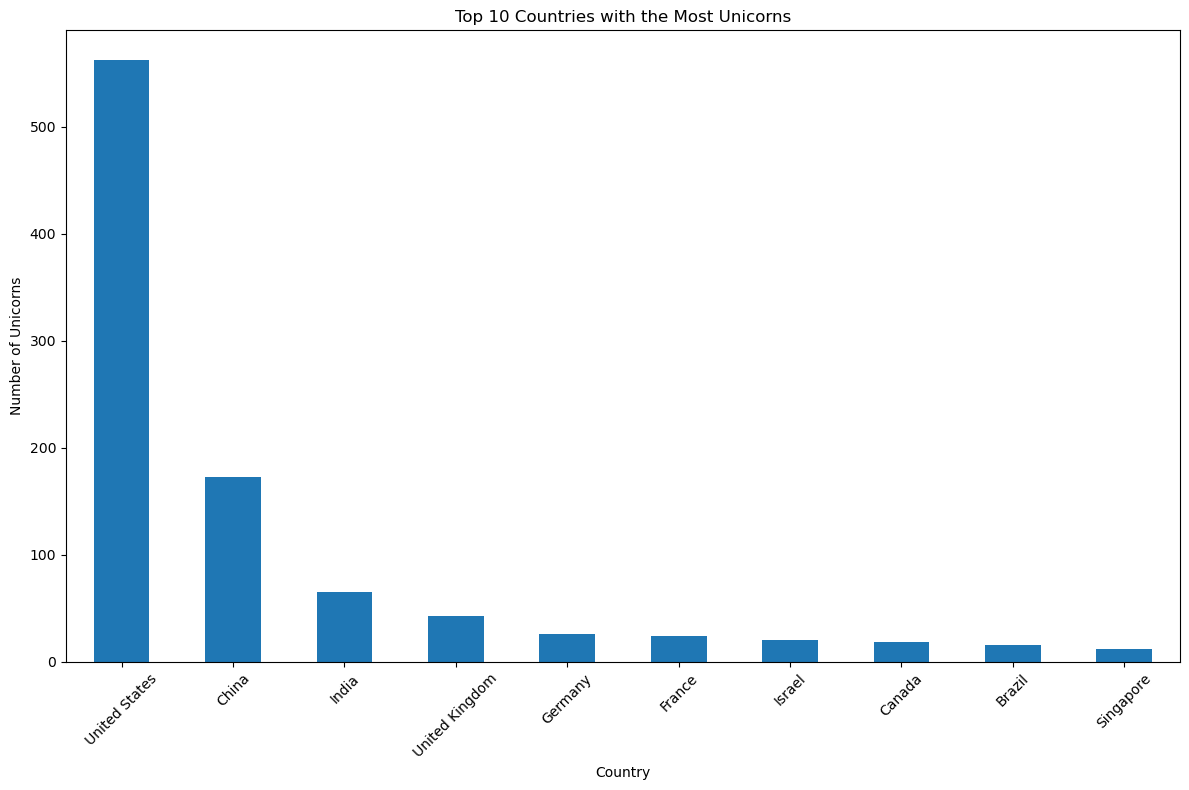 Top 10 Countries with the Most Unicorns
Number of Unicorns
500
400
300
200
100
0
United States
China
India
United Kingdom
Germany
France
Israel
Canada
Brazil
Singapore
Country